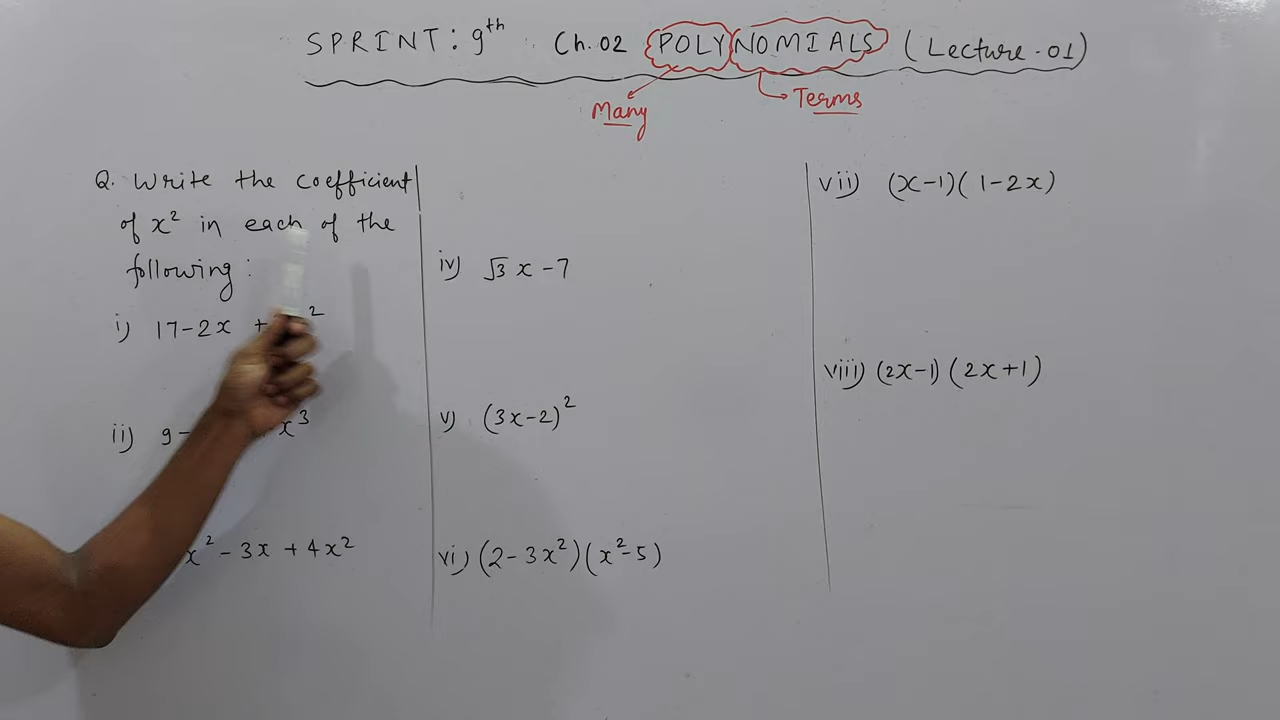 SPRINT: 9th Ch. 02 POLYNOMIALS (Lecture-01)
Many Terms
Q. Write the coefficient
of x² in each of the
following:
i) 17-2x + ²
ii) 9- x³
x² - 3x + 4x²
iv) √3 x - 7
v) (3x-2)²
vi) (2-3x²)(x²-5)
vii) (x-1)(1-2x)
viii) (2x-1)(2x+1)